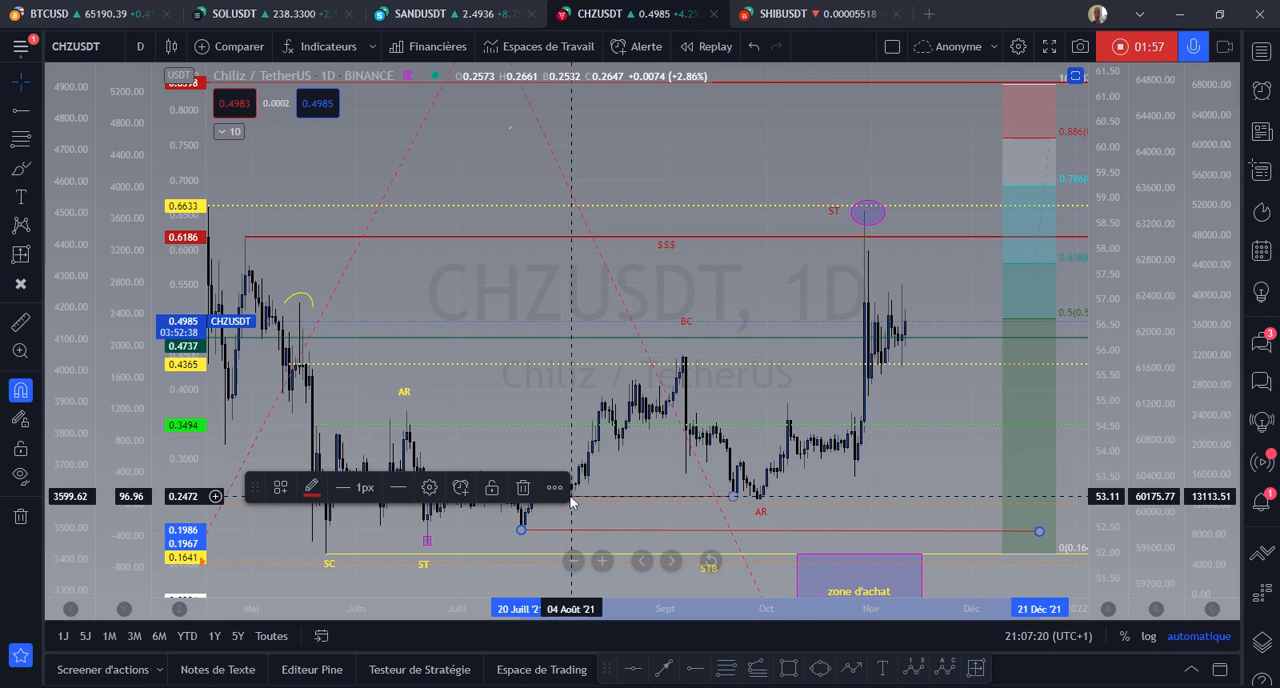 BTCUSD ▲ 65190.39 +0.4
SOLUSDT ▲ 238.3300 +2.1
SANDUSDT ▲ 2.4936 +8.7
CHZUSDT ▲ 0.4985 +4.2%
SHIBUSDT ▼ 0.00005518
1
CHZUSDT
D
Comparer
Indicateurs
Financières
Espaces de Travail
Alerte
Replay
Anonyme
01:57
USDT
Chiliz / TetherUS · 1D · BINANCE
O0.2573 H0.2661 B0.2532 C0.2647 +0.0074 (+2.86%)
0.4983
0.0002
0.4985
10
4900.00
4800.00
4700.00
4600.00
4500.00
4400.00
4300.00
4200.00
4100.00
4000.00
3900.00
3800.00
3700.00
3599.62
3500.00
3400.00
3300.00
5200.00
4800.00
4400.00
4000.00
3600.00
3200.00
2800.00
2400.00
2000.00
1600.00
1200.00
800.00
400.00
96.96
-400.00
-800.00
0.8000
0.7500
0.7000
0.6633
0.6186
0.6000
0.5500
0.4985
CHZUSDT
03:52:38
0.4737
0.4365
0.4000
0.3494
0.3000
0.2472
0.1986
0.1967
0.1641
CHZUSDT, 1D
Chiliz / TetherUS
ST
$$$
BC
AR
1px
AR
SC
ST
STB
zone d'achat
0.886(
0.786(
0.618(
0.5(0.5
0(0.164
61.50
61.00
60.50
60.00
59.50
59.00
58.50
58.00
57.50
57.00
56.50
56.00
55.50
55.00
54.50
54.00
53.50
53.11
52.50
52.00
51.50
64800.00
64400.00
64000.00
63600.00
63200.00
62800.00
62400.00
62000.00
61600.00
61200.00
60800.00
60400.00
60175.77
60000.00
59600.00
59200.00
68000.00
64000.00
60000.00
56000.00
52000.00
48000.00
44000.00
40000.00
36000.00
32000.00
28000.00
24000.00
20000.00
16000.00
13113.51
8000.00
4000.00
0.00
Mai
Juin
Juill
20 Juill '2
04 Août '21
Sept
Oct
Nov
Déc
21 Déc '21
2022
Z
A
B
C
1J
5J
1M
3M
6M
YTD
1Y
5Y
Toutes
21:07:20 (UTC+1)
%
log
automatique
Screener d'actions
Notes de Texte
Editeur Pine
Testeur de Stratégie
Espace de Trading
3
1